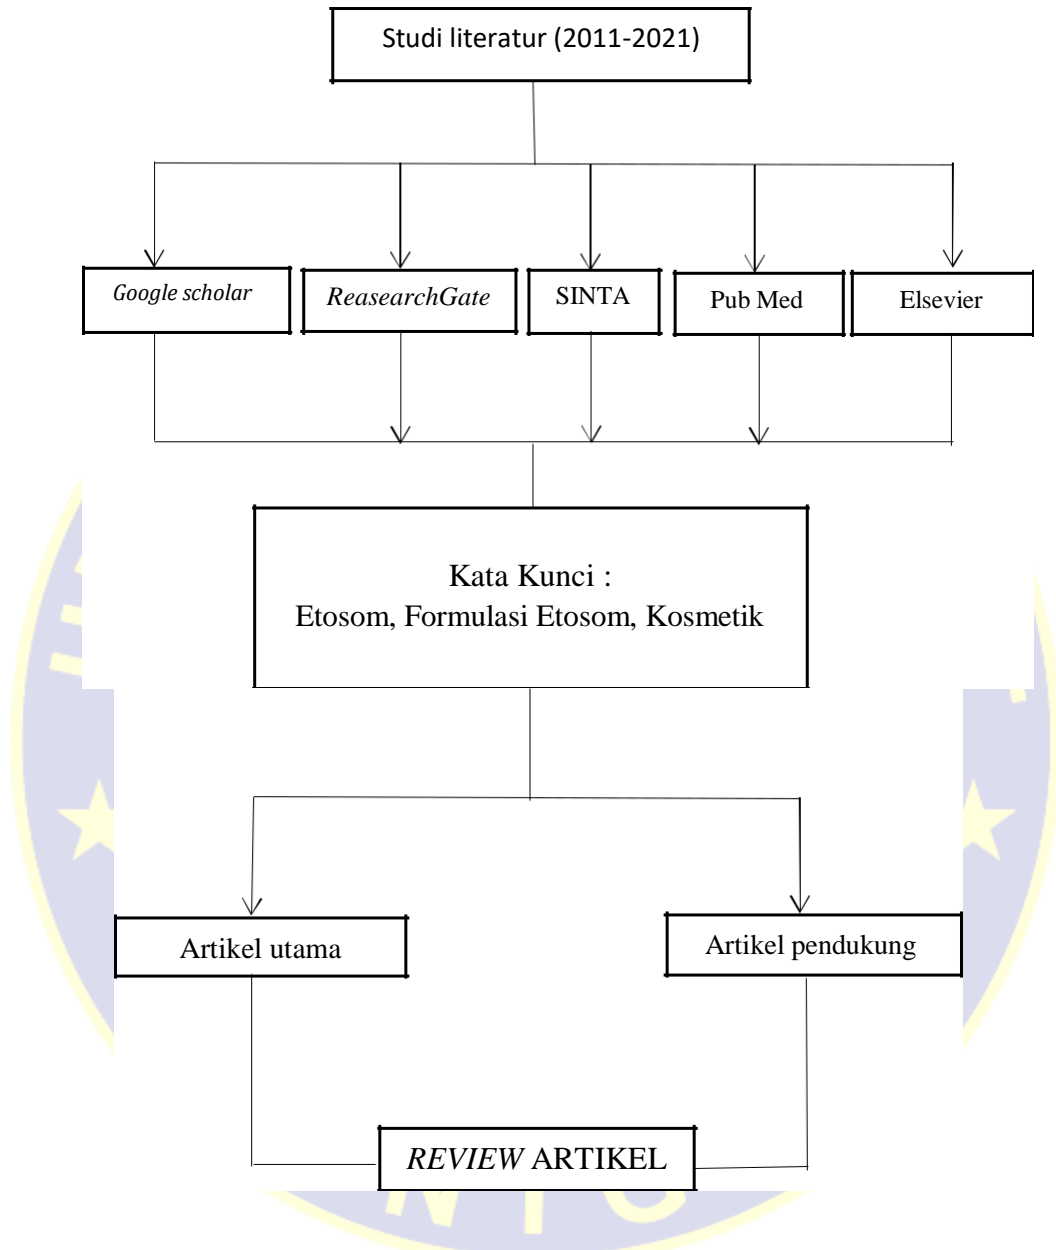 Studi literatur (2011-2021)
Google scholar
ReasearchGate
SINTA
Pub Med
Elsevier
Kata Kunci :
Etosom, Formulasi Etosom, Kosmetik
Artikel utama
Artikel pendukung
REVIEW ARTIKEL